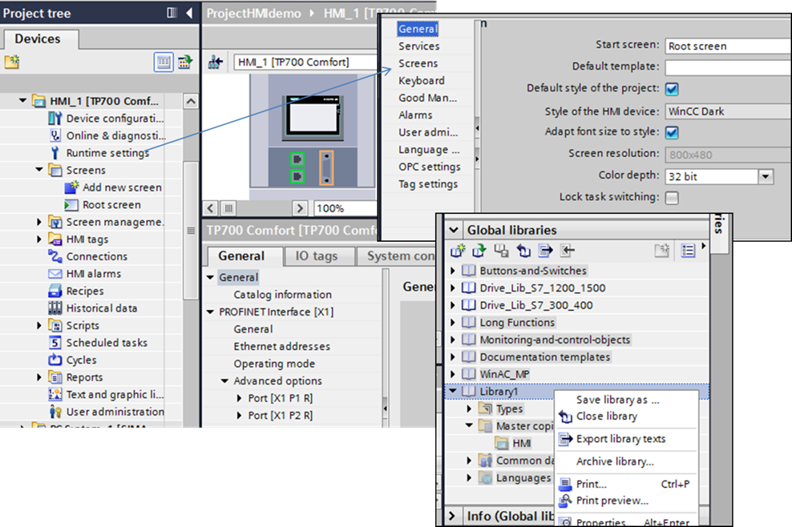 Project tree
Devices
HMI_1 [TP700 Comf...
Device configurati...
Online & diagnosti...
Runtime settings
Screens
Add new screen
Root screen
Screen manageme...
HMI tags
Connections
HMI alarms
Recipes
Historical data
Scripts
Scheduled tasks
Cycles
Reports
Text and graphic li...
User administration
ProjectHMIdemo
HMI_1 [T
HMI_1 [TP700 Comfort]
100%
TP700 Comfort [TP700 Comfo
General
IO tags
System con
General
Catalog information
PROFINET Interface [X1]
General
Ethernet addresses
Operating mode
Advanced options
Port [X1 P1 R]
Port [X1 P2 R]
Gene
General
Services
Screens
Keyboard
Good Man...
Alarms
User admi...
Language ...
OPC settings
Tag settings
Start screen: Root screen
Default template:
Default style of the project:
Style of the HMI device: WinCC Dark
Adapt font size to style:
Screen resolution: 800x480
Color depth: 32 bit
Lock task switching:
ries
Global libraries
Buttons-and-Switches
Drive_Lib_S7_1200_1500
Drive_Lib_S7_300_400
Long Functions
Monitoring-and-control-objects
Documentation templates
WinAC_MP
Library1
Types
Master copi
HMI
Common da
Languages
Info (Global lib
Save library as ...
Close library
Export library texts
Archive library...
Print... Ctrl+P
Print preview...
Properties... Alt+Enter